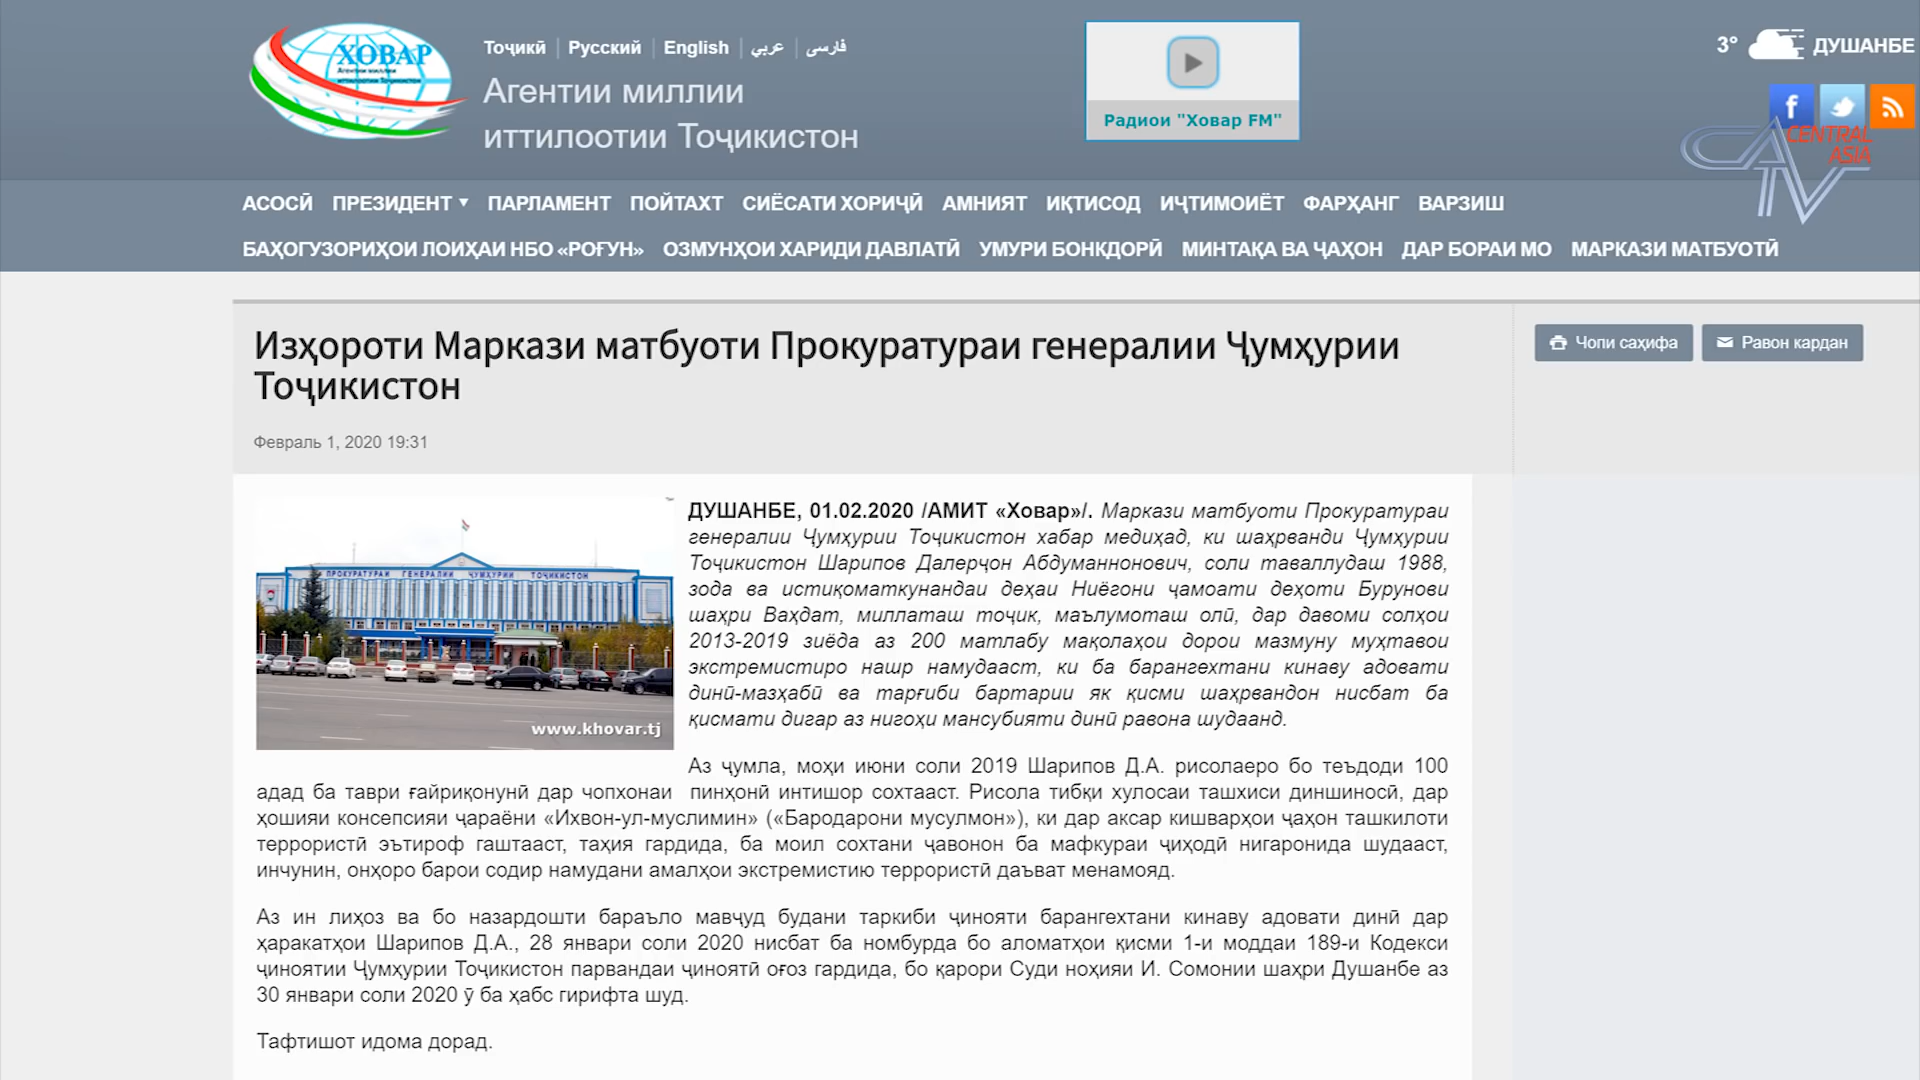 ХОВАР
Агентии миллии
иттилоотии Тоҷикистон
Тоҷикӣ Русский English عربي فارسی
Агентии миллии
иттилоотии Тоҷикистон
Радиои "Ховар FM"
3° ДУШАНБЕ
CENTRAL
ASIA
CATV
АСОСӢ ПРЕЗИДЕНТ ПАРЛАМЕНТ ПОЙТАХТ СИЁСАТИ ХОРИҶӢ АМНИЯТ ИҚТИСОД ИҶТИМОИЁТ ФАРҲАНГ ВАРЗИШ
БАҲОГУЗОРИҲОИ ЛОИҲАИ НБО «РОҒУН» ОЗМУНҲОИ ХАРИДИ ДАВЛАТӢ УМУРИ БОНКДОРӢ МИНТАҚА ВА ҶАҲОН ДАР БОРАИ МО МАРКАЗИ МАТБУОТӢ
Изҳороти Маркази матбуоти Прокуратураи генералии Ҷумҳурии
Тоҷикистон
Чопи саҳифа Равон кардан
Февраль 1, 2020 19:31
ПРОКУРАТУРАИ ГЕНЕРАЛИИ ҶУМҲУРИИ ТОҶИКИСТОН
www.khovar.tj
ДУШАНБЕ, 01.02.2020 /АМИТ «Ховар»/. Маркази матбуоти Прокуратураи
генералии Ҷумҳурии Тоҷикистон хабар медиҳад, ки шаҳрванди Ҷумҳурии
Тоҷикистон Шарипов Далерҷон Абдуманнонович, соли таваллудаш 1988,
зода ва истиқоматкунандаи деҳаи Ниёгони ҷамоати деҳоти Бурунови
шаҳри Ваҳдат, миллаташ тоҷик, маълумоташ олӣ, дар давоми солҳои
2013-2019 зиёда аз 200 матлабу мақолаҳои дорои мазмуну муҳтавои
экстремистиро нашр намудааст, ки ба барангехтани кинаву адовати
динӣ-мазҳабӣ ва тарғиби бартарии як қисми шаҳрвандон нисбат ба
қисмати дигар аз нигоҳи мансубияти динӣ равона шудаанд.
Аз ҷумла, моҳи июни соли 2019 Шарипов Д.А. рисолаеро бо теъдоди 100
адад ба таври ғайриқонунӣ дар чопхонаи пинҳонӣ интишор сохтааст. Рисола тибқи хулосаи ташхиси диншиносӣ, дар
ҳошияи консепсияи ҷараёни «Ихвон-ул-муслимин» («Бародарони мусулмон»), ки дар аксар кишварҳои ҷаҳон ташкилоти
террористӣ эътироф гаштааст, таҳия гардида, ба моил сохтани ҷавонон ба мафкураи ҷиҳодӣ нигаронида шудааст,
инчунин, онҳоро барои содир намудани амалҳои экстремистию террористӣ даъват менамояд.
Аз ин лиҳоз ва бо назардошти бараъло мавҷуд будани таркиби ҷинояти барангехтани кинаву адовати динӣ дар
ҳаракатҳои Шарипов Д.А., 28 январи соли 2020 нисбат ба номбурда бо аломатҳои қисми 1-и моддаи 189-и Кодекси
ҷиноятии Ҷумҳурии Тоҷикистон парвандаи ҷиноятӣ оғоз гардида, бо қарори Суди ноҳияи И. Сомонии шаҳри Душанбе аз
30 январи соли 2020 ӯ ба ҳабс гирифта шуд.
Тафтишот идома дорад.